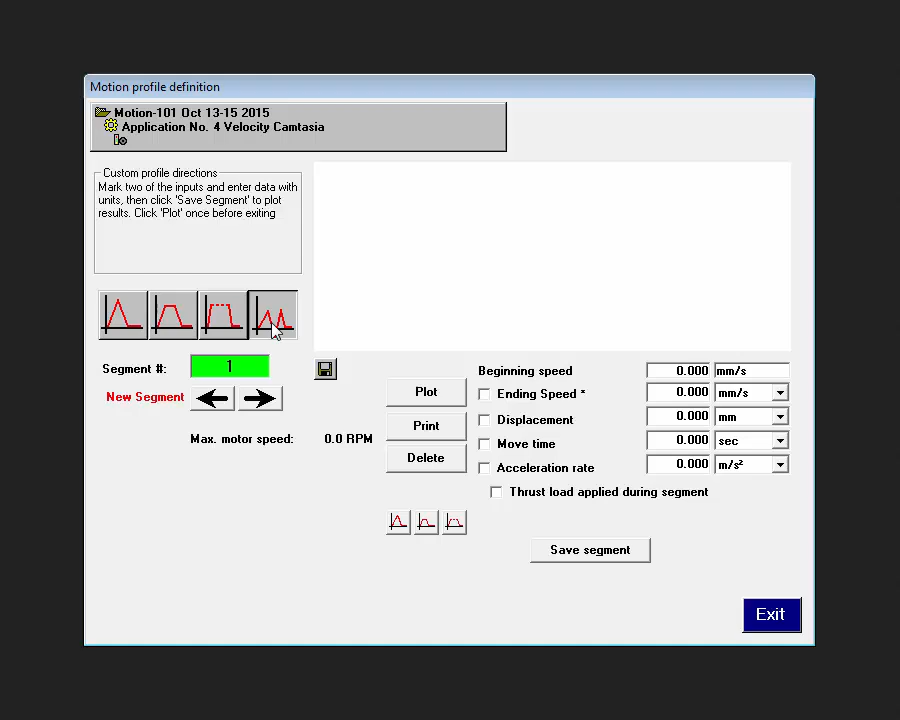 Motion profile definition
Motion-101 Oct 13-15 2015
Application No. 4 Velocity Camtasia
Custom profile directions
Mark two of the inputs and enter data with
units, then click 'Save Segment' to plot
results. Click 'Plot' once before exiting
Segment #: 1
New Segment
Max. motor speed: 0.0 RPM
Plot
Print
Delete
Beginning speed 0.000 mm/s
Ending Speed * 0.000 mm/s
Displacement 0.000 mm
Move time 0.000 sec
Acceleration rate 0.000 m/s²
Thrust load applied during segment
Save segment
Exit